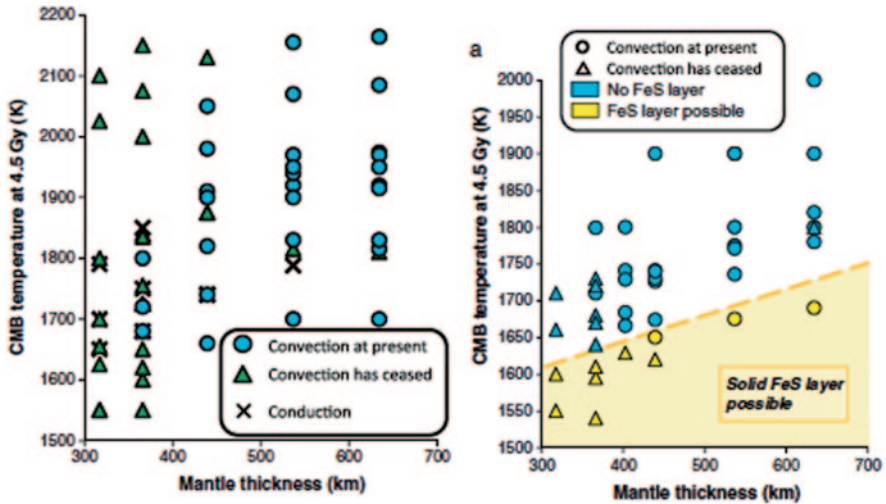 2200
2100
2000
1900
1800
1700
1600
1500
300
400
500
600
700
CMB temperature at 4.5 Gy (K)
Mantle thickness (km)
Convection at present
Convection has ceased
Conduction
a
Convection at present
Convection has ceased
No FeS layer
FeS layer possible
2000
1950
1900
1850
1800
1750
1700
1650
1600
1550
1500
300
400
500
600
700
CMB temperature at 4.5 Gy (K)
Mantle thickness (km)
Solid FeS layer
possible